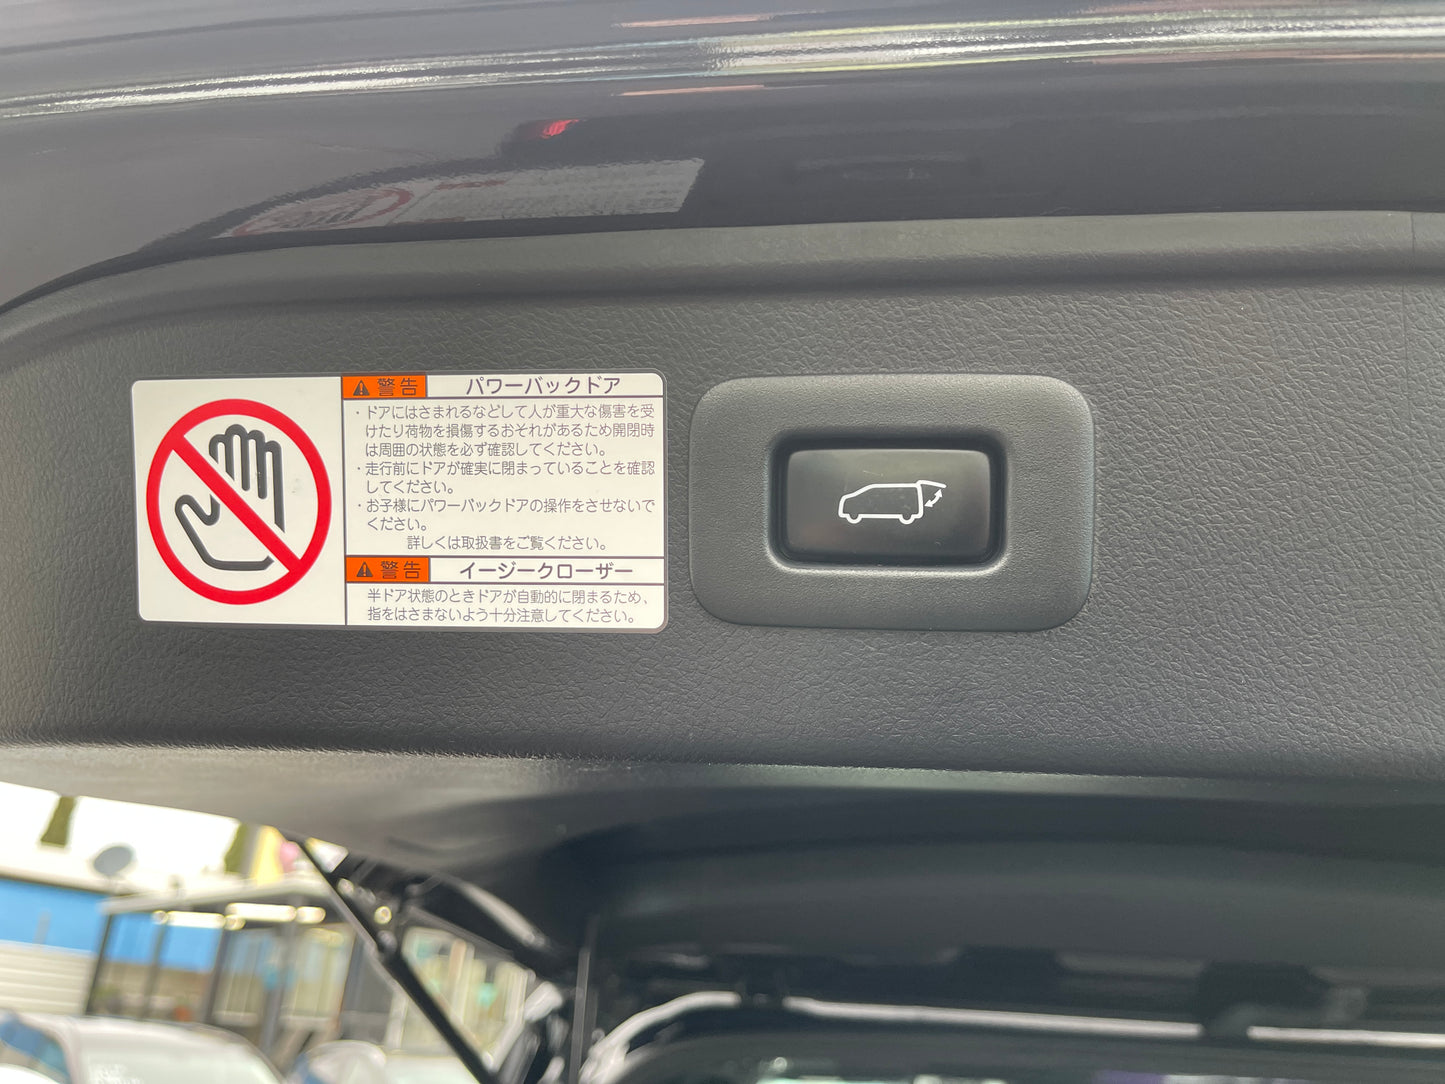 警告 パワーバックドア
・ドアにはさまれるなどして人が重大な傷害を受
けたり荷物を損傷するおそれがあるため開閉時
は周囲の状態を必ず確認してください。
・走行前にドアが確実に閉まっていることを確認
してください。
・お子様にパワーバックドアの操作をさせないで
ください。
詳しくは取扱書をご覧ください。
警告 イージークローザー
半ドア状態のときドアが自動的に閉まるため、
指をはさまないよう十分注意してください。